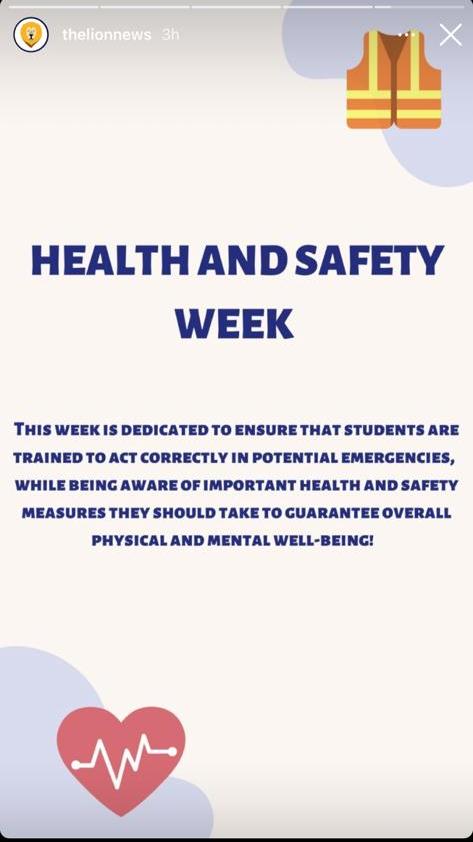 thelionnews 3h
HEALTH AND SAFETY
WEEK
THIS WEEK IS DEDICATED TO ENSURE THAT STUDENTS ARE
TRAINED TO ACT CORRECTLY IN POTENTIAL EMERGENCIES,
WHILE BEING AWARE OF IMPORTANT HEALTH AND SAFETY
MEASURES THEY SHOULD TAKE TO GUARANTEE OVERALL
PHYSICAL AND MENTAL WELL-BEING!